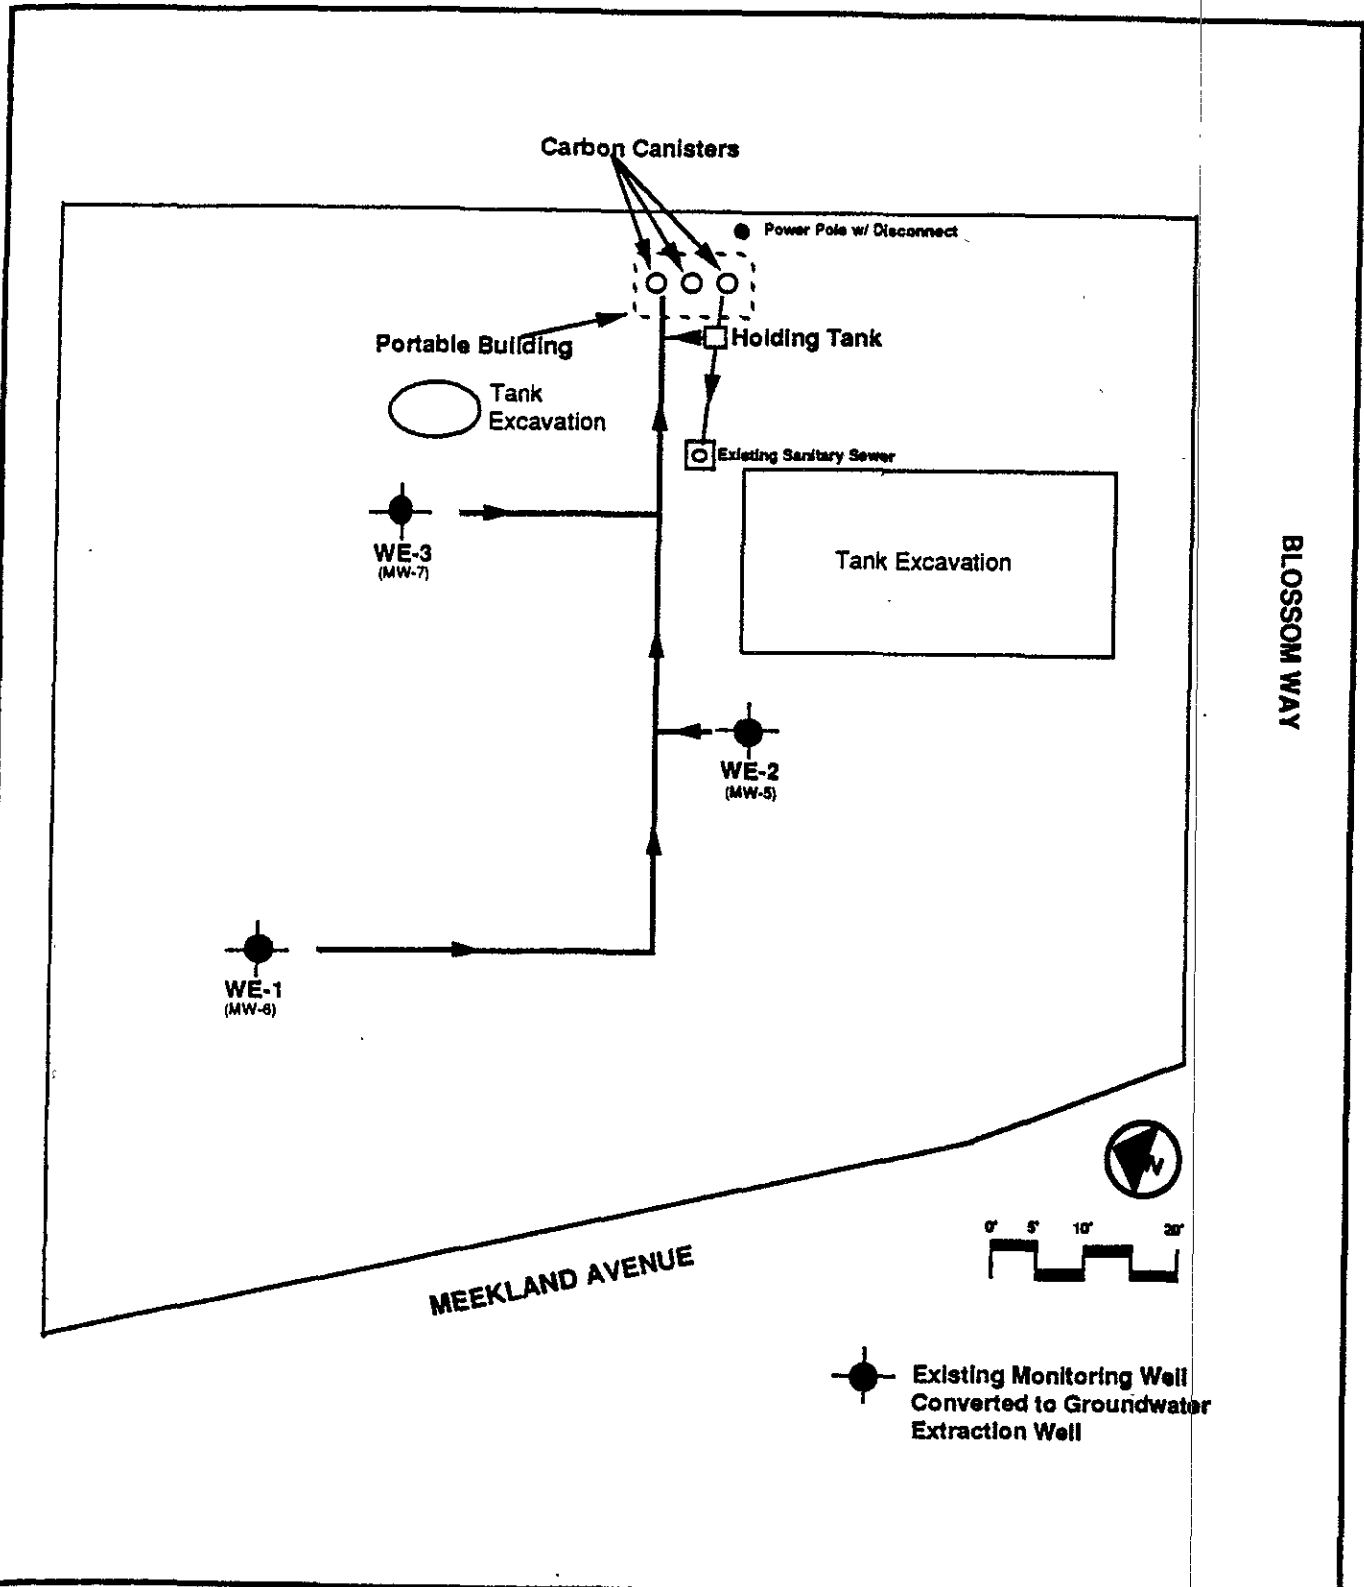 Carbon Canisters
Power Pole w/ Disconnect
Portable Building
Holding Tank
Tank
Excavation
Existing Sanitary Sewer
WE-3
(MW-7)
Tank Excavation
BLOSSOM WAY
WE-2
(MW-5)
WE-1
(MW-6)
N
0' 5' 10' 20'
MEEKLAND AVENUE
Existing Monitoring Well
Converted to Groundwater
Extraction Well